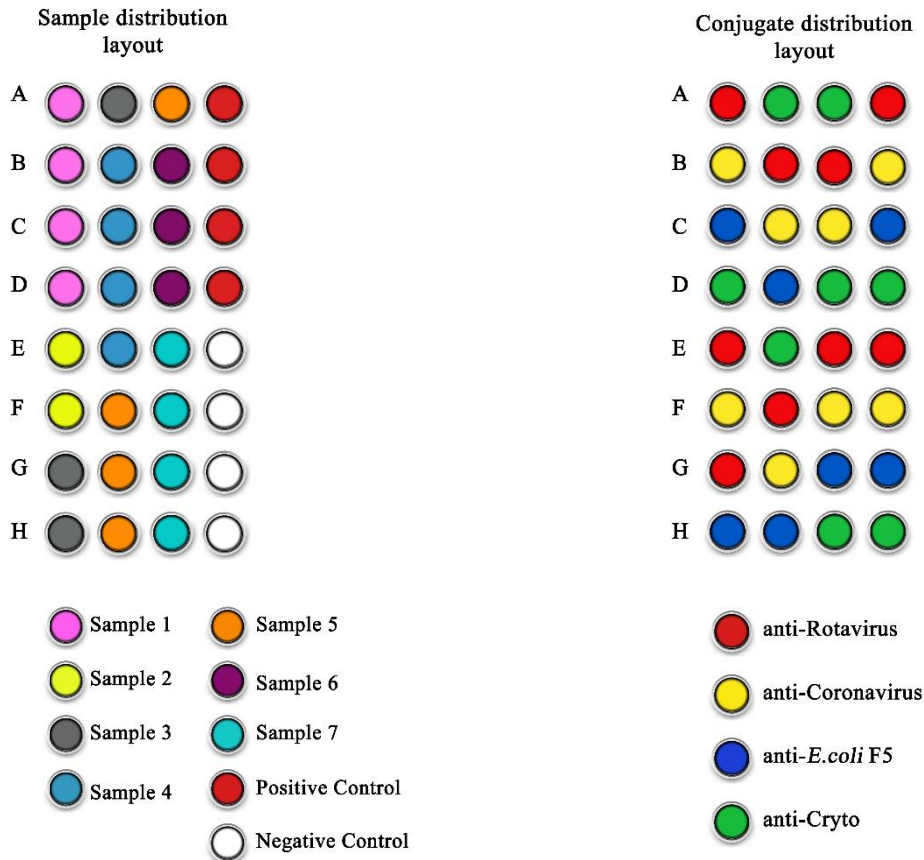 Sample distribution
layout
A
B
C
D
E
F
G
H
Sample 1
Sample 2
Sample 3
Sample 4
Sample 5
Sample 6
Sample 7
Positive Control
Negative Control
Conjugate distribution
layout
A
B
C
D
E
F
G
H
anti-Rotavirus
anti-Coronavirus
anti-E.coli F5
anti-Cryto